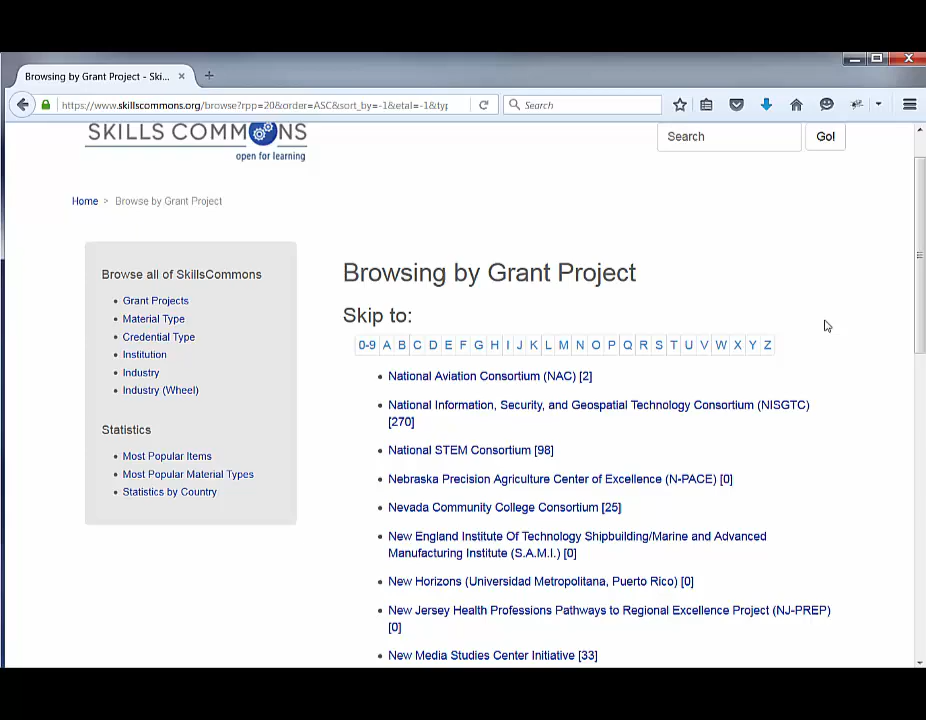 Browsing by Grant Project - Ski...
https://www.skillscommons.org/browse?rpp=20&order=ASC&sort_by=-1&etal=-1&ty
Search
SKILLS COMMONS
open for learning
Search
Go!
Home > Browse by Grant Project
Browse all of SkillsCommons
Grant Projects
Material Type
Credential Type
Institution
Industry
Industry (Wheel)
Statistics
Most Popular Items
Most Popular Material Types
Statistics by Country
Browsing by Grant Project
Skip to:
0-9 A B C D E F G H I J K L M N O P Q R S T U V W X Y Z
National Aviation Consortium (NAC) [2]
National Information, Security, and Geospatial Technology Consortium (NISGTC)
[270]
National STEM Consortium [98]
Nebraska Precision Agriculture Center of Excellence (N-PACE) [0]
Nevada Community College Consortium [25]
New England Institute Of Technology Shipbuilding/Marine and Advanced
Manufacturing Institute (S.A.M.I.) [0]
New Horizons (Universidad Metropolitana, Puerto Rico) [0]
New Jersey Health Professions Pathways to Regional Excellence Project (NJ-PREP)
[0]
New Media Studies Center Initiative [33]